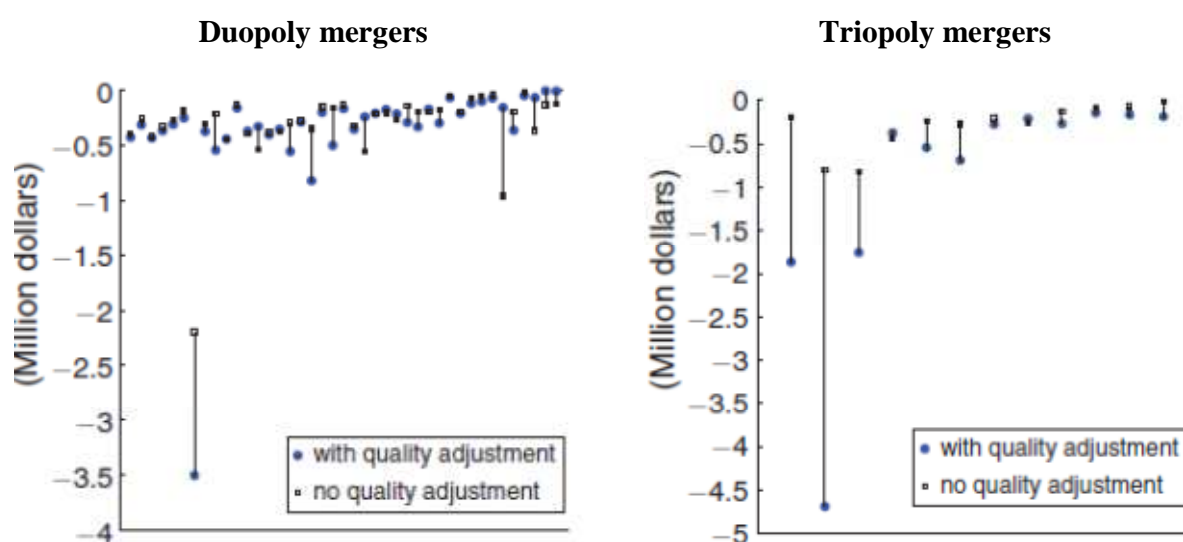 Duopoly mergers
(Million dollars)
0
−0.5
−1
−1.5
−2
−2.5
−3
−3.5
−4
with quality adjustment
no quality adjustment
Triopoly mergers
(Million dollars)
0
−0.5
−1
−1.5
−2
−2.5
−3
−3.5
−4
−4.5
−5
with quality adjustment
no quality adjustment